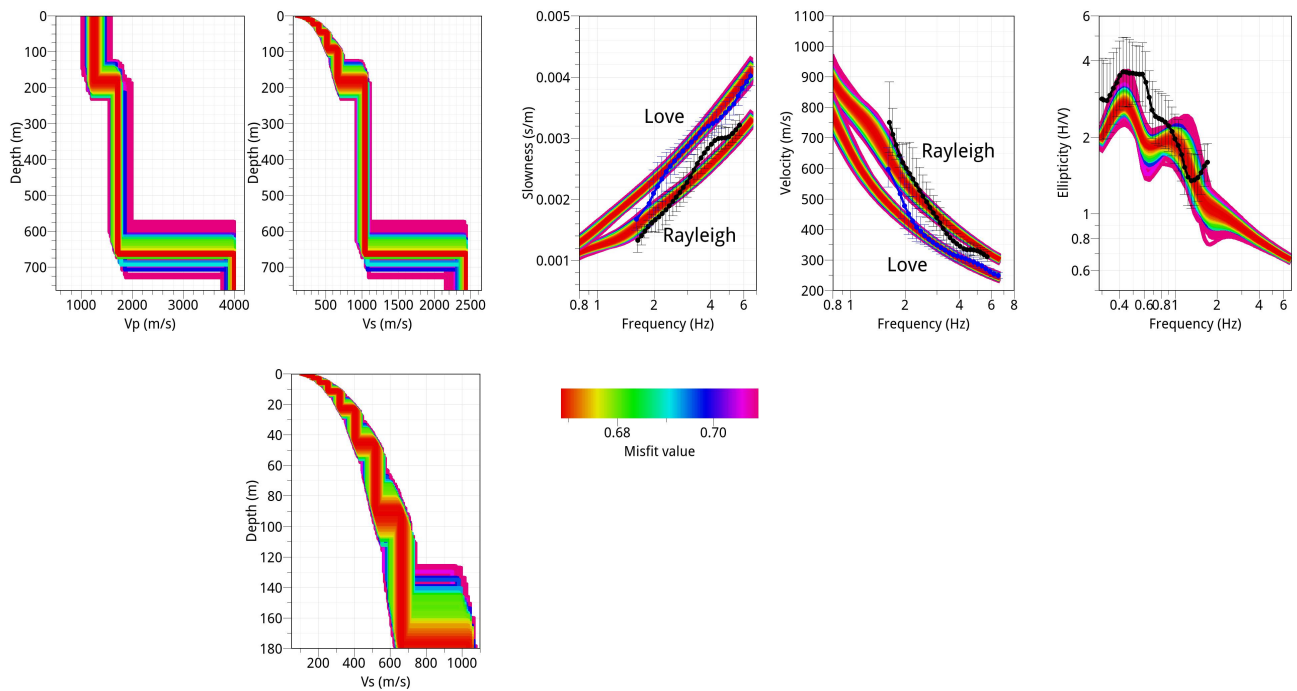 0
100
200
300
400
500
600
700
Depth (m)
1000 2000 3000 4000
Vp (m/s)
0
100
200
300
400
500
600
700
Depth (m)
500 1000 1500 2000 2500
Vs (m/s)
0.005
0.004
0.003
0.002
0.001
Slowness (s/m)
Love
Rayleigh
0.8 1 2 4 6
Frequency (Hz)
1100
1000
900
800
700
600
500
400
300
200
Velocity (m/s)
Rayleigh
Love
0.8 1 2 4 6 8
Frequency (Hz)
6
4
2
1
0.8
0.6
Ellipticity (H/V)
0.4 0.60.81 2 4 6
Frequency (Hz)
0
20
40
60
80
100
120
140
160
180
Depth (m)
200 400 600 800 1000
Vs (m/s)
0.68 0.70
Misfit value